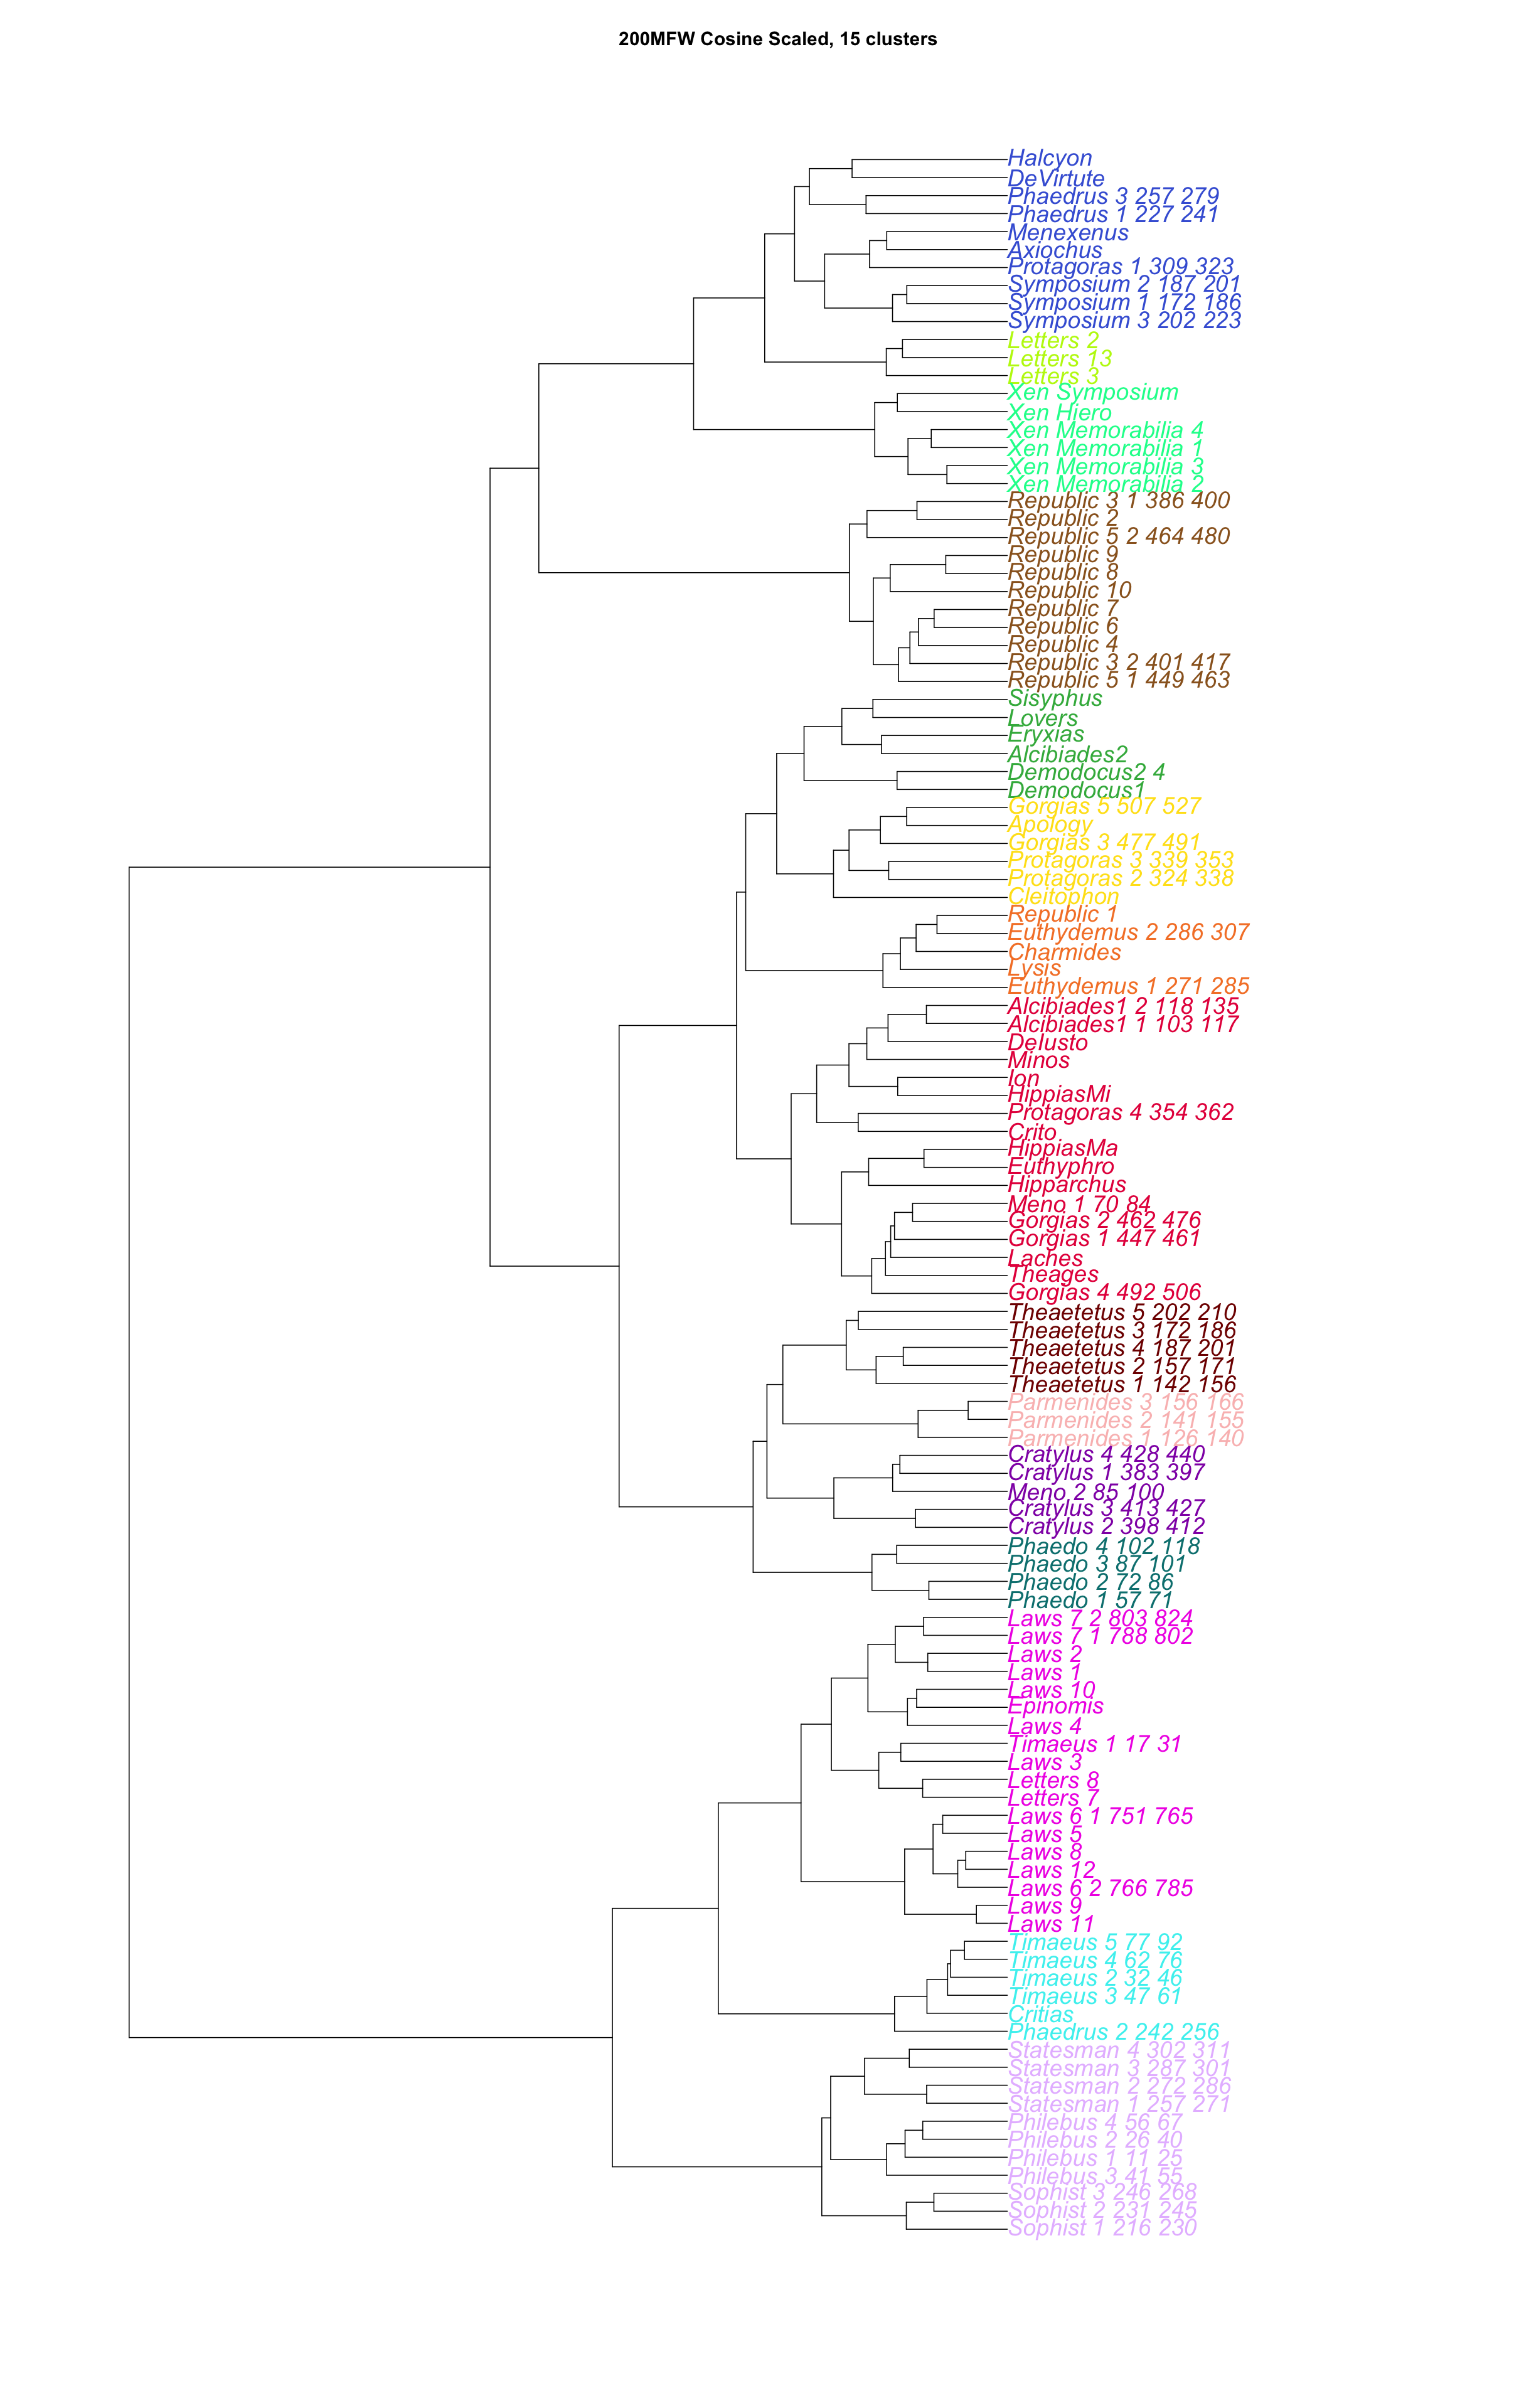 200MFW Cosine Scaled, 15 clusters
Halcyon
DeVirtute
Phaedrus 3 257 279
Phaedrus 1 227 241
Menexenus
Axiochus
Protagoras 1 309 323
Symposium 2 187 201
Symposium 1 172 186
Symposium 3 202 223
Letters 2
Letters 13
Letters 3
Xen Symposium
Xen Hiero
Xen Memorabilia 4
Xen Memorabilia 1
Xen Memorabilia 3
Xen Memorabilia 2
Republic 3 1 386 400
Republic 2
Republic 5 2 464 480
Republic 9
Republic 8
Republic 10
Republic 7
Republic 6
Republic 4
Republic 3 2 401 417
Republic 5 1 449 463
Sisyphus
Lovers
Eryxias
Alcibiades2
Demodocus2 4
Demodocus1
Gorgias 5 507 527
Apology
Gorgias 3 477 491
Protagoras 3 339 353
Protagoras 2 324 338
Cleitophon
Republic 1
Euthydemus 2 286 307
Charmides
Lysis
Euthydemus 1 271 285
Alcibiades1 2 118 135
Alcibiades1 1 103 117
DeIusto
Minos
Ion
HippiasMi
Protagoras 4 354 362
Crito
HippiasMa
Euthyphro
Hipparchus
Meno 1 70 84
Gorgias 2 462 476
Gorgias 1 447 461
Laches
Theages
Gorgias 4 492 506
Theaetetus 5 202 210
Theaetetus 3 172 186
Theaetetus 4 187 201
Theaetetus 2 157 171
Theaetetus 1 142 156
Parmenides 3 156 166
Parmenides 2 141 155
Parmenides 1 126 140
Cratylus 4 428 440
Cratylus 1 383 397
Meno 2 85 100
Cratylus 3 413 427
Cratylus 2 398 412
Phaedo 4 102 118
Phaedo 3 87 101
Phaedo 2 72 86
Phaedo 1 57 71
Laws 7 2 803 824
Laws 7 1 788 802
Laws 2
Laws 1
Laws 10
Epinomis
Laws 4
Timaeus 1 17 31
Laws 3
Letters 8
Letters 7
Laws 6 1 751 765
Laws 5
Laws 8
Laws 12
Laws 6 2 766 785
Laws 9
Laws 11
Timaeus 5 77 92
Timaeus 4 62 76
Timaeus 2 32 46
Timaeus 3 47 61
Critias
Phaedrus 2 242 256
Statesman 4 302 311
Statesman 3 287 301
Statesman 2 272 286
Statesman 1 257 271
Philebus 4 56 67
Philebus 2 26 40
Philebus 1 11 25
Philebus 3 41 55
Sophist 3 246 268
Sophist 2 231 245
Sophist 1 216 230